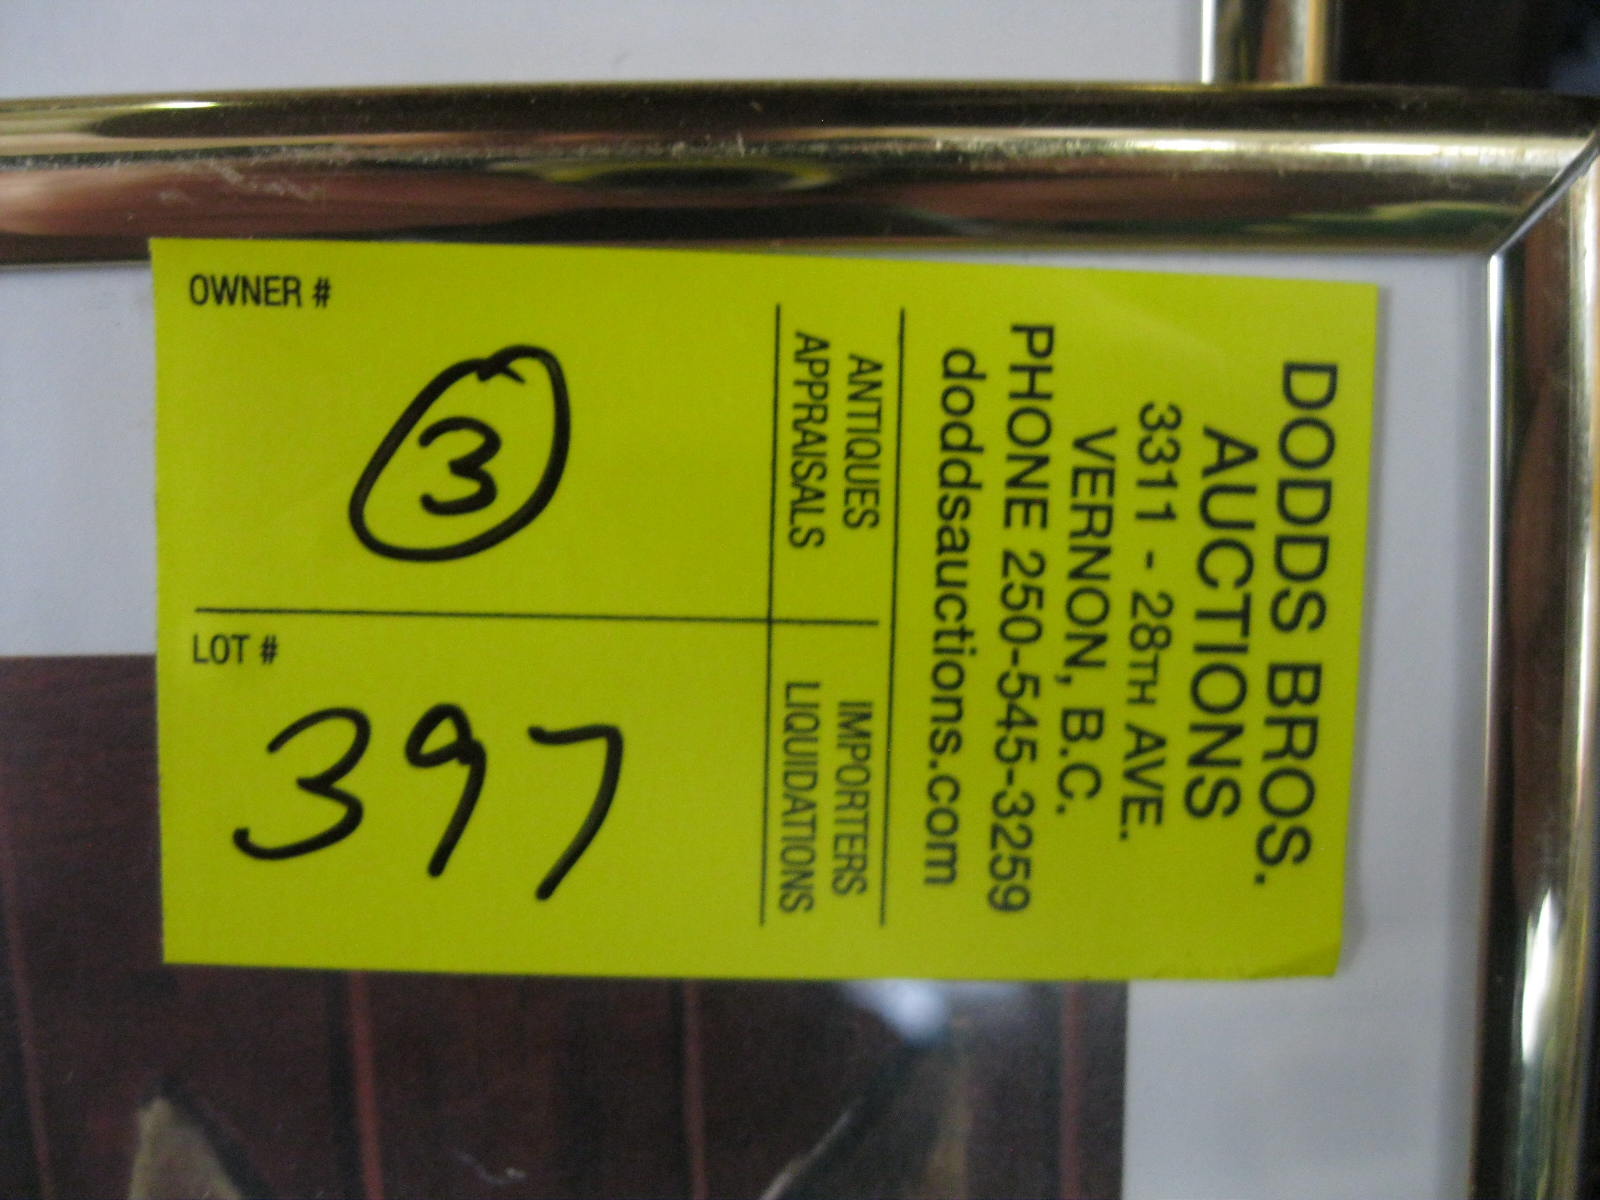 DODDS BROS.
AUCTIONS
3311 - 28TH AVE.
VERNON, B.C.
PHONE 250-545-3259
doddsauctions.com
ANTIQUES
APPRAISALS
IMPORTERS
LIQUIDATIONS
OWNER #
3
LOT #
397